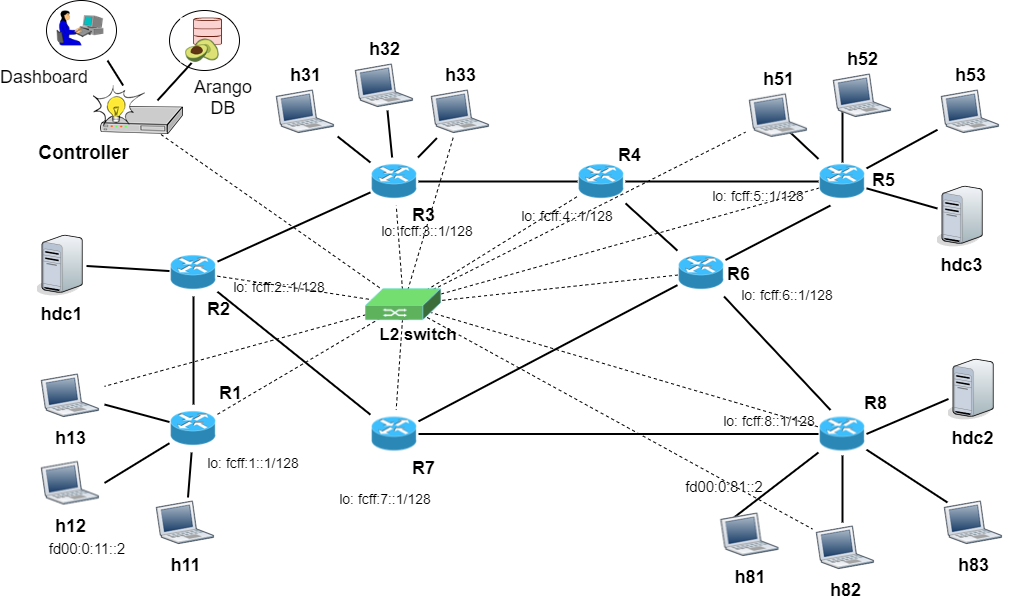 Dashboard
Arango
DB
Controller
h31
h32
h33
h51
h52
h53
R3
lo: fcff:3::1/128
R4
lo: fcff:4::1/128
R5
lo: fcff:5::1/128
hdc3
hdc1
R2
lo: fcff:2::1/128
L2 switch
R6
lo: fcff:6::1/128
h13
R1
lo: fcff:1::1/128
h12
fd00:0:11::2
h11
R7
lo: fcff:7::1/128
R8
lo: fcff:8::1/128
hdc2
fd00:0:81::2
h81
h82
h83